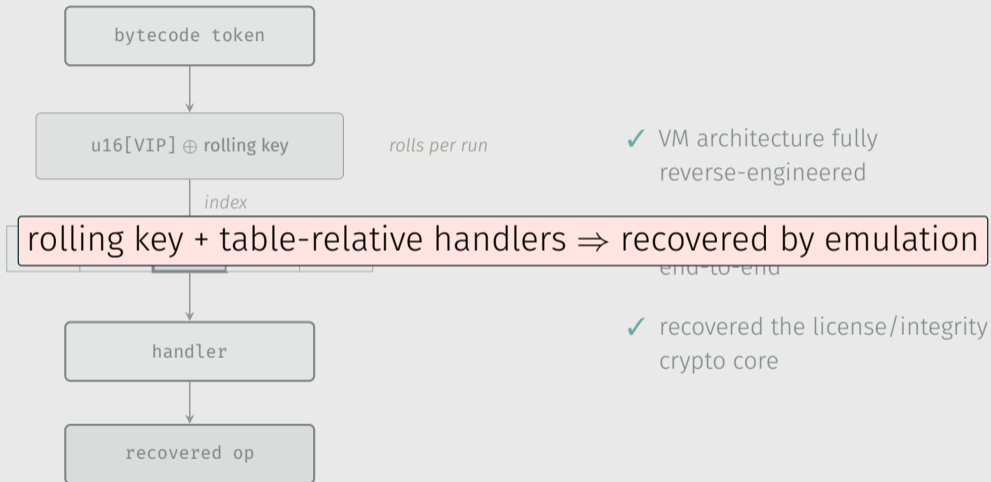 bytecode token
u16[VIP] ⊕ rolling key
rolls per run
index
✓ VM architecture fully
reverse-engineered
rolling key + table-relative handlers ⇒ recovered by emulation
end-to-end
handler
✓ recovered the license/integrity
crypto core
recovered op